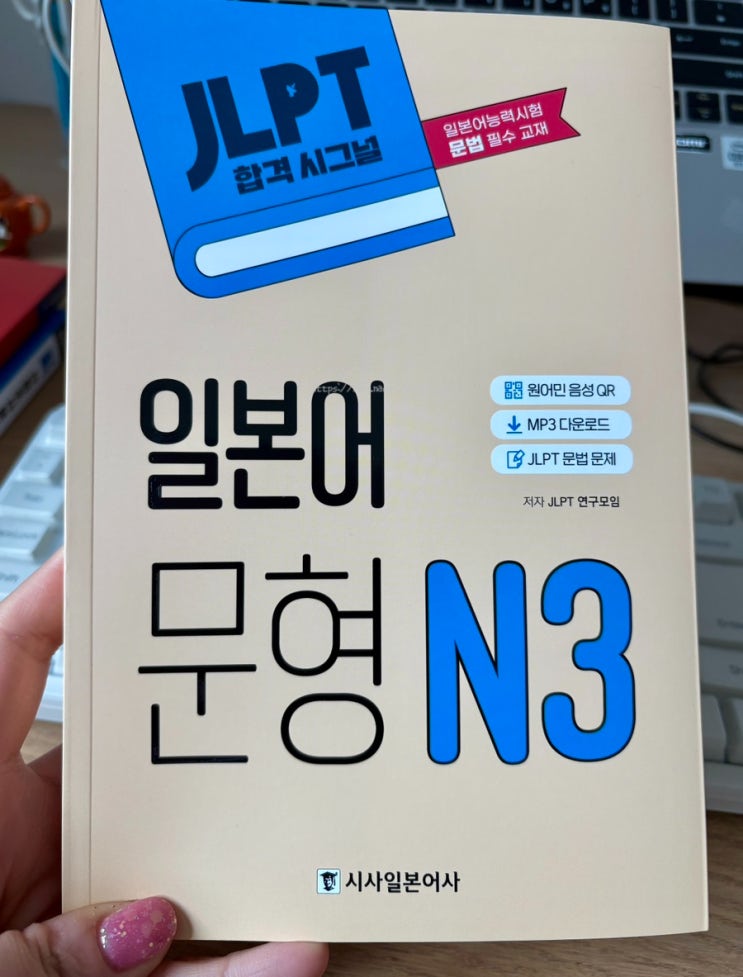 JLPT
합격 시그널
일본어능력시험
문법 필수 교재
일본어
원어민 음성 QR
MP3 다운로드
JLPT 문법 문제
저자 JLPT 연구모임
문형 N3
시사일본어사